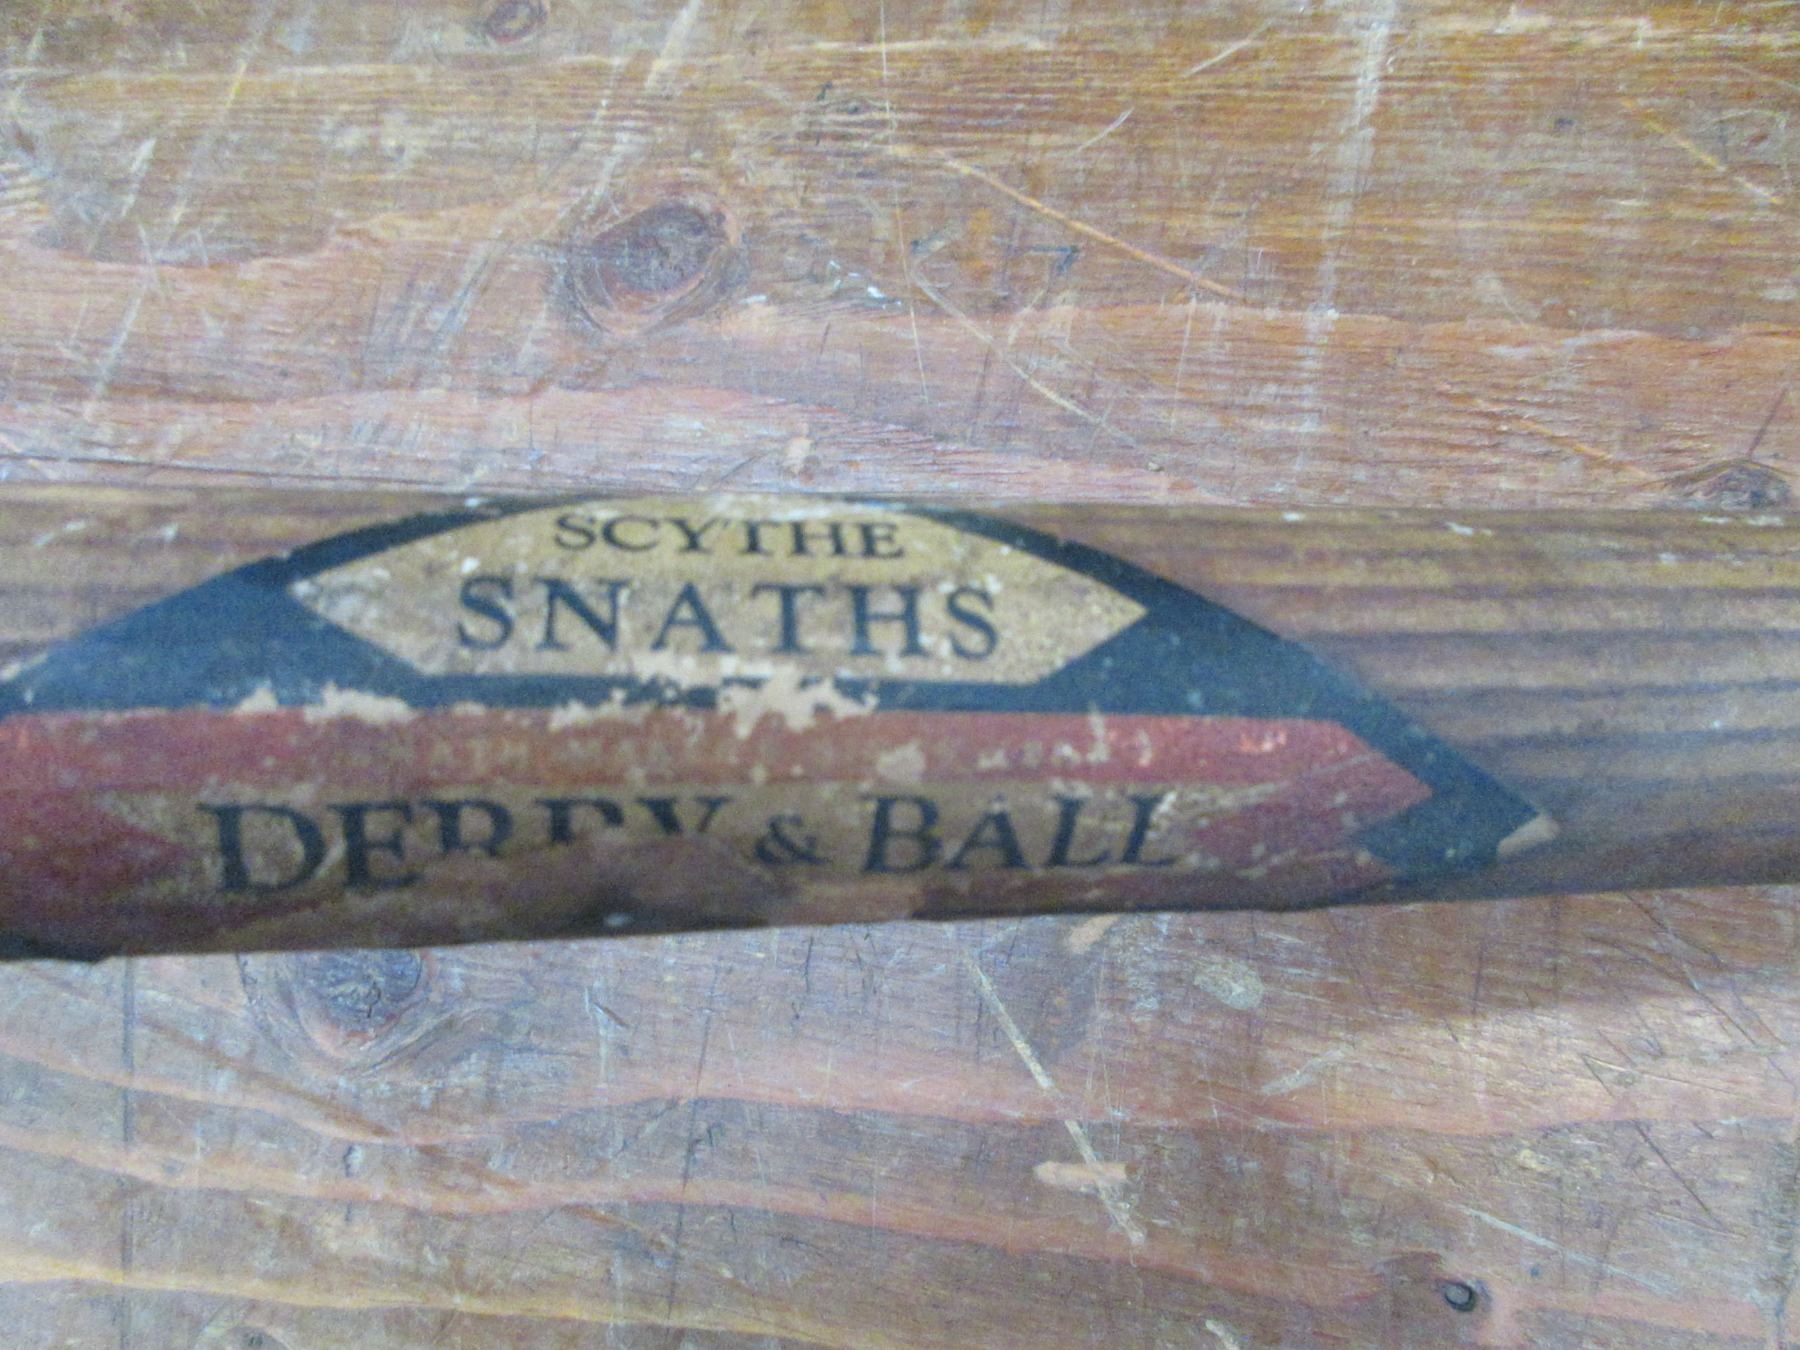 SCYTHE
SNATHS
DERBY & BALL